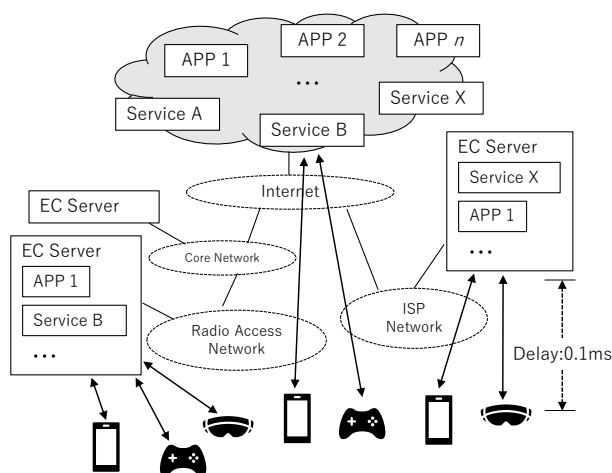 APP 1
APP 2
APP n
...
Service A
Service B
Service X
Internet
EC Server
Service X
APP 1
...
EC Server
Core Network
EC Server
APP 1
Service B
...
Radio Access
Network
ISP
Network
Delay:0.1ms